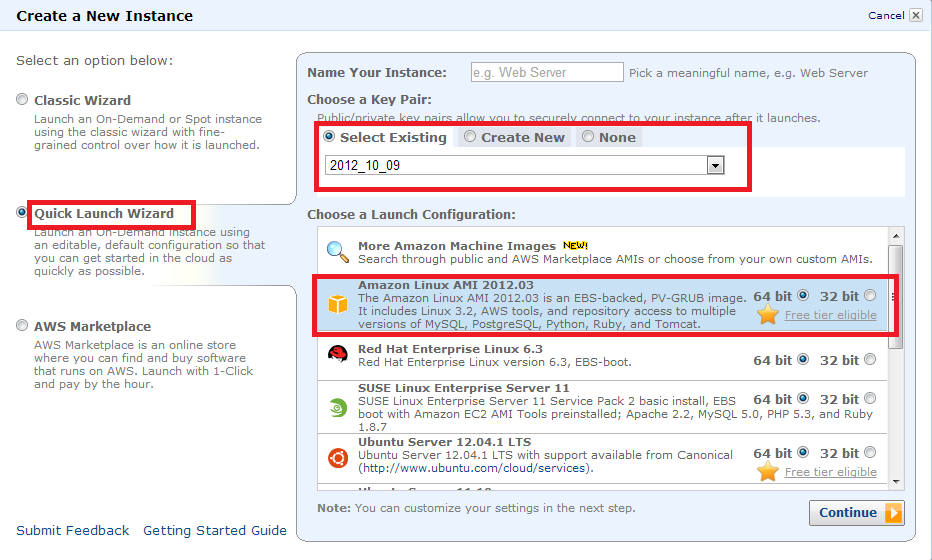 Create a New Instance
Cancel
Select an option below:
Classic Wizard
Launch an On-Demand or Spot instance
using the classic wizard with fine-
grained control over how it is launched.
Quick Launch Wizard
Launch an On-Demand instance using
an editable, default configuration so that
you can get started in the cloud as
quickly as possible.
AWS Marketplace
AWS Marketplace is an online store
where you can find and buy software
that runs on AWS. Launch with 1-Click
and pay by the hour.
Submit Feedback Getting Started Guide
Name Your Instance: e.g. Web Server Pick a meaningful name, e.g. Web Server
Choose a Key Pair:
Public/private key pairs allow you to securely connect to your instance after it launches.
Select Existing Create New None
2012_10_09
Choose a Launch Configuration:
More Amazon Machine Images NEW!
Search through public and AWS Marketplace AMIs or choose from your own custom AMIs.
Amazon Linux AMI 2012.03
The Amazon Linux AMI 2012.03 is an EBS-backed, PV-GRUB image.
It includes Linux 3.2, AWS tools, and repository access to multiple
versions of MySQL, PostgreSQL, Python, Ruby, and Tomcat.
64 bit 32 bit
Free tier eligible
Red Hat Enterprise Linux 6.3
Red Hat Enterprise Linux version 6.3, EBS-boot.
64 bit 32 bit
SUSE Linux Enterprise Server 11
SUSE Linux Enterprise Server 11 Service Pack 2 basic install, EBS
boot with Amazon EC2 AMI Tools preinstalled; Apache 2.2, MySQL 5.0, PHP 5.3, and Ruby
1.8.7
64 bit 32 bit
Ubuntu Server 12.04.1 LTS
Ubuntu Server 12.04.1 LTS with support available from Canonical
(http://www.ubuntu.com/cloud/services).
64 bit 32 bit
Free tier eligible
Note: You can customize your settings in the next step.
Continue